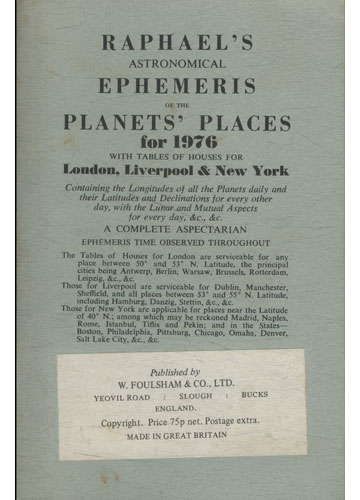 RAPHAEL'S
ASTRONOMICAL
EPHEMERIS
OF THE
PLANETS' PLACES
for 1976
WITH TABLES OF HOUSES FOR
London, Liverpool & New York
Containing the Longitudes of all the Planets daily and
their Latitudes and Declinations for every other
day, with the Lunar and Mutual Aspects
for every day, &c., &c.
A COMPLETE ASPECTARIAN
EPHEMERIS TIME OBSERVED THROUGHOUT
The Tables of Houses for London are serviceable for any
place between 50° and 53° N. Latitude, the principal
cities being Antwerp, Berlin, Warsaw, Brussels, Rotterdam,
Leipzig, &c., &c.
Those for Liverpool are serviceable for Dublin, Manchester,
Sheffield, and all places between 53° and 55° N. Latitude,
including Hamburg, Danzig, Stettin, &c., &c.
Those for New York are applicable for places near the Latitude
of 40° N.; among which may be reckoned Madrid, Naples,
Rome, Istanbul, Tiflis and Pekin; and in the States—
Boston, Philadelphia, Pittsburg, Chicago, Omaha, Denver,
Salt Lake City, &c., &c.
Published by
W. FOULSHAM & CO., LTD.
YEOVIL ROAD : SLOUGH : BUCKS
ENGLAND.
Copyright. Price 75p net. Postage extra.
MADE IN GREAT BRITAIN